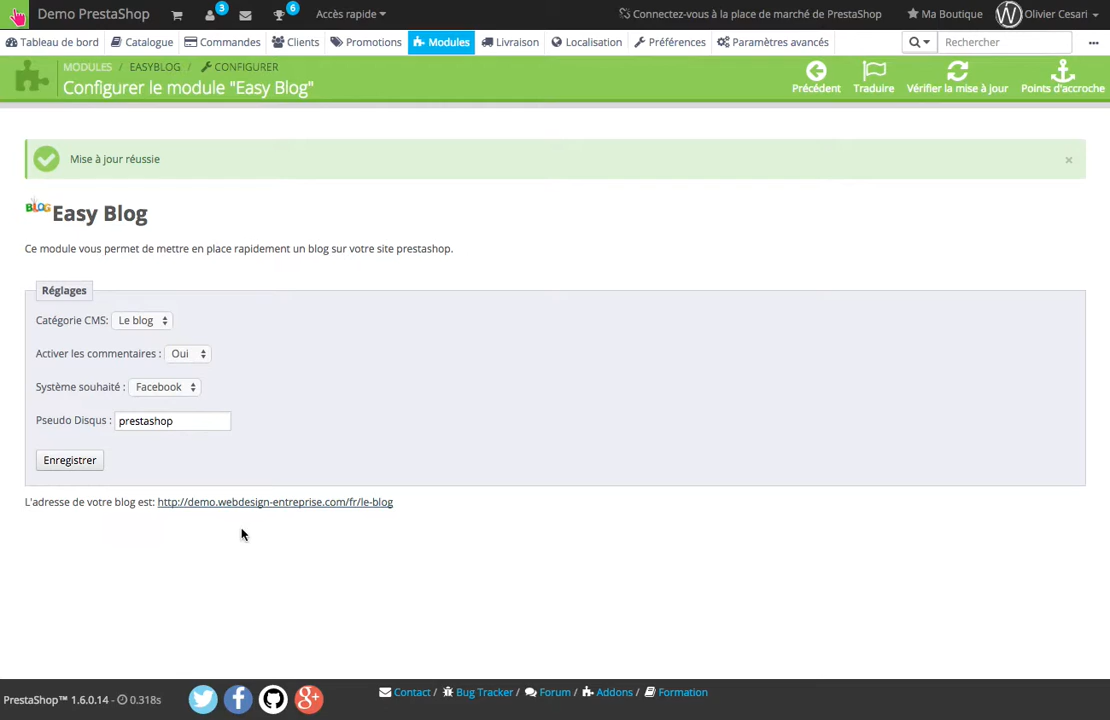 Demo PrestaShop 3 6 Accès rapide Connectez-vous à la place de marché de PrestaShop Ma Boutique W Olivier Cesari
Tableau de bord Catalogue Commandes Clients Promotions Modules Livraison Localisation Préférences Paramètres avancés Rechercher
MODULES / EASYBLOG / CONFIGURER
Configurer le module "Easy Blog"
Précédent Traduire Vérifier la mise à jour Points d'accroche
Mise à jour réussie ×
BLOG Easy Blog
Ce module vous permet de mettre en place rapidement un blog sur votre site prestashop.
Réglages
Catégorie CMS: Le blog
Activer les commentaires : Oui
Système souhaité : Facebook
Pseudo Disqus : prestashop
Enregistrer
L'adresse de votre blog est: http://demo.webdesign-entreprise.com/fr/le-blog
PrestaShop™ 1.6.0.14 - 0.318s Contact / Bug Tracker / Forum / Addons / Formation